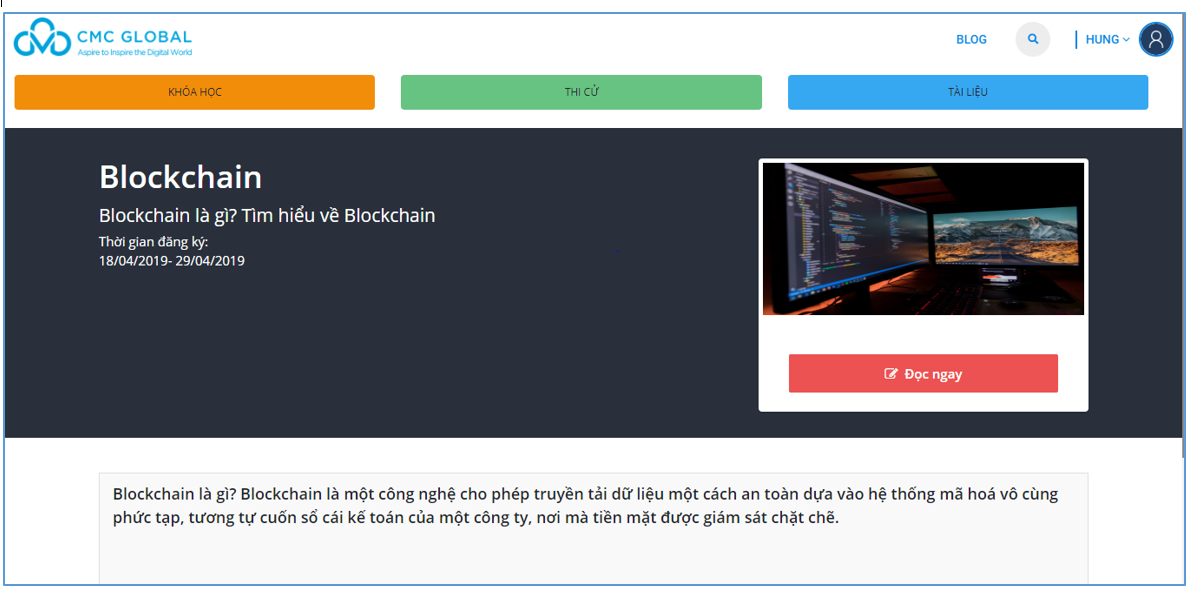 CMC GLOBAL
Aspire to Inspire the Digital World
BLOG
HUNG
KHÓA HỌC
THI CỬ
TÀI LIỆU
Blockchain
Blockchain là gì? Tìm hiểu về Blockchain
Thời gian đăng ký:
18/04/2019- 29/04/2019
Đọc ngay
Blockchain là gì? Blockchain là một công nghệ cho phép truyền tải dữ liệu một cách an toàn dựa vào hệ thống mã hoá vô cùng
phức tạp, tương tự cuốn sổ cái kế toán của một công ty, nơi mà tiền mặt được giám sát chặt chẽ.